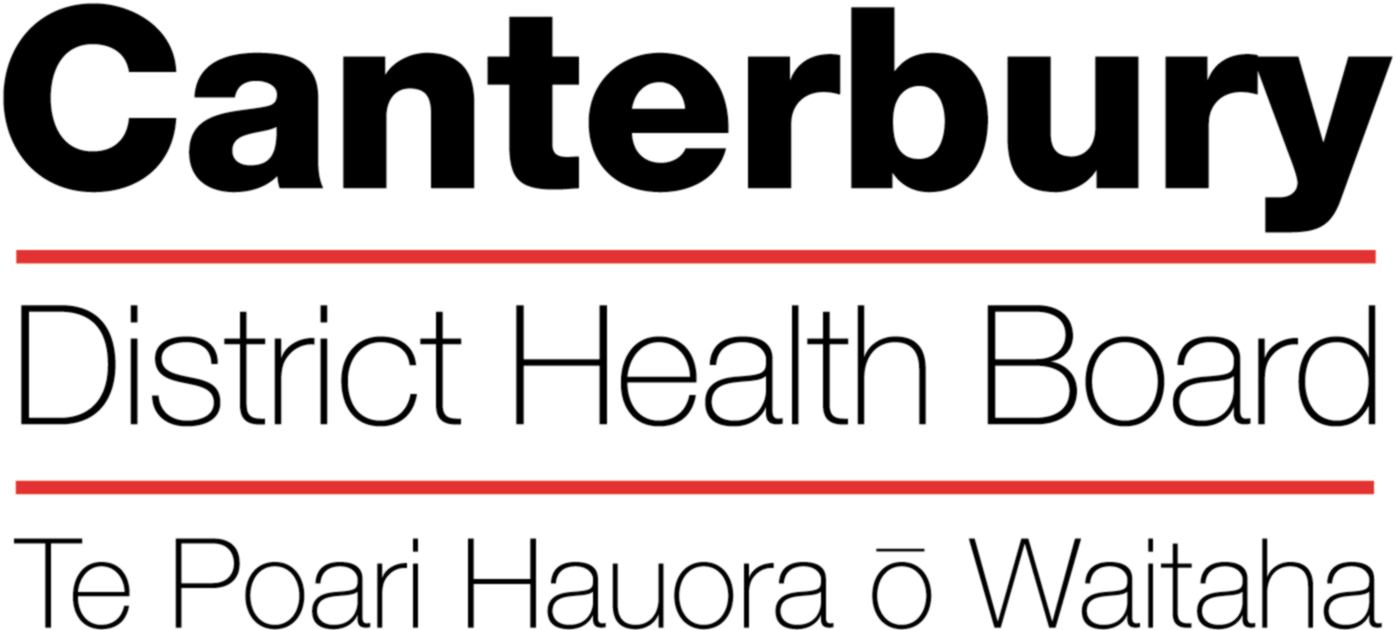 Canterbury
District Health Board
Te Poari Hauora ō Waitaha